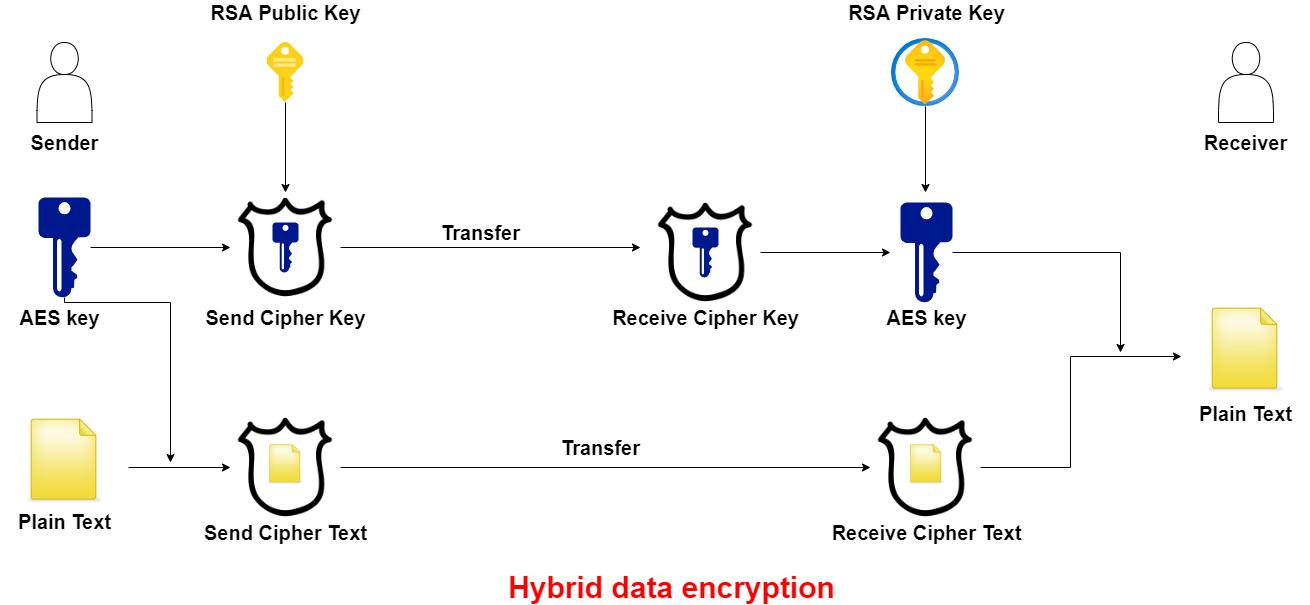 RSA Public Key
RSA Private Key
Sender
Receiver
Transfer
AES key
Send Cipher Key
Receive Cipher Key
AES key
Plain Text
Transfer
Plain Text
Send Cipher Text
Receive Cipher Text
Hybrid data encryption